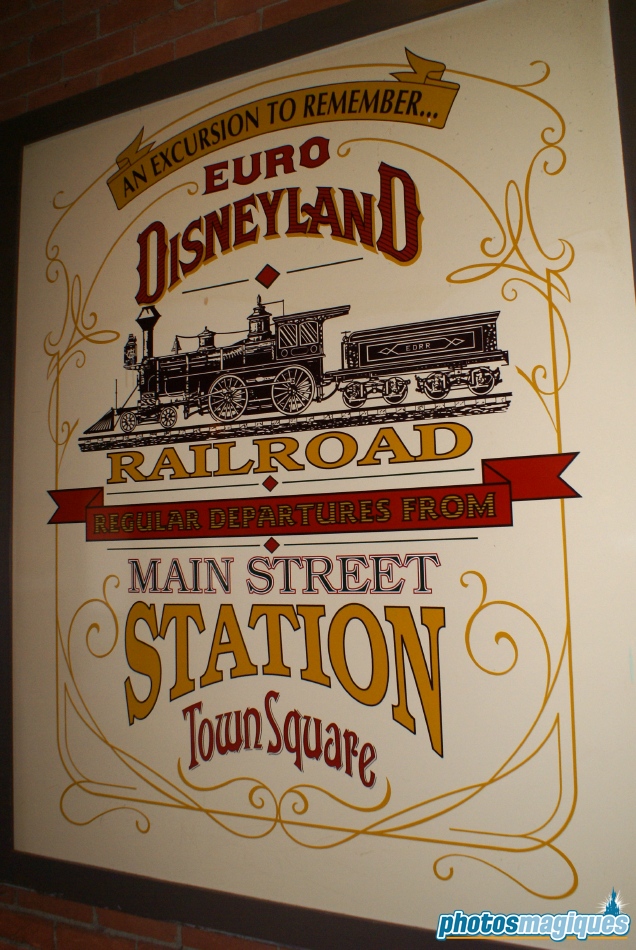 AN EXCURSION TO REMEMBER...
EURO
DISNEYLAND
EDRR
RAILROAD
REGULAR DEPARTURES FROM
MAIN STREET
STATION
Town Square
photosmagiques